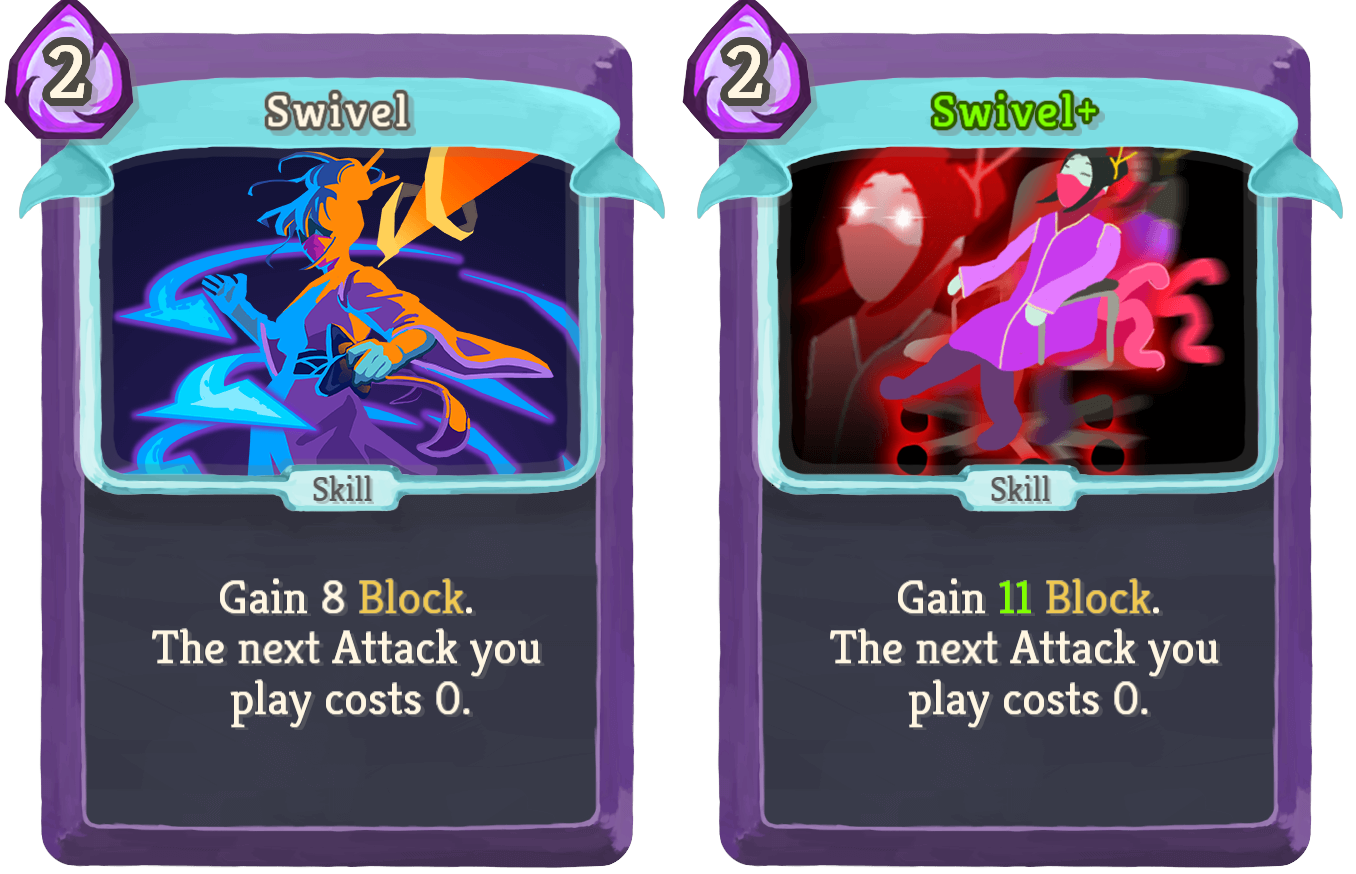 2
Swivel
Skill
Gain 8 Block.
The next Attack you
play costs 0.
2
Swivel+
Skill
Gain 11 Block.
The next Attack you
play costs 0.